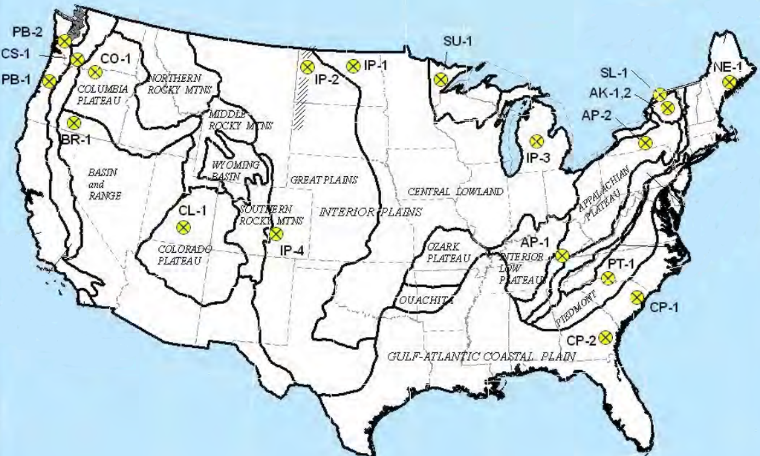 PB-2
CS-1
PB-1
CO-1
COLUMBIA
PLATEAU
NORTHERN
ROCKY MTNS
BR-1
BASIN
and
RANGE
MIDDLE
ROCKY MTNS
WYOMING
BASIN
CL-1
COLORADO
PLATEAU
SOUTHERN
ROCKY MTNS
IP-4
IP-2
IP-1
GREAT PLAINS
INTERIOR PLAINS
SU-1
CENTRAL LOWLAND
IP-3
OZARK
PLATEAU
OUACHITA
INTERIOR
LOW
PLATEAU
AP-1
SL-1
AK-1,2
AP-2
NE-1
APPALACHIAN
PLATEAU
PT-1
PIEDMONT
CP-1
CP-2
GULF-ATLANTIC COASTAL PLAIN